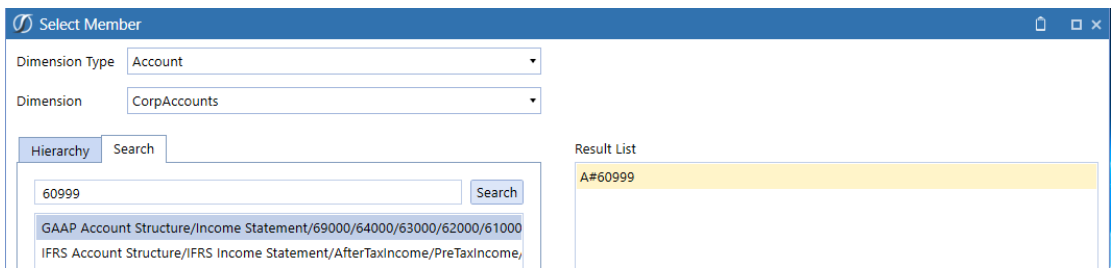 Select Member
Dimension Type Account
Dimension CorpAccounts
Hierarchy Search
Result List
60999 Search
A#60999
GAAP Account Structure/Income Statement/69000/64000/63000/62000/61000
IFRS Account Structure/IFRS Income Statement/AfterTaxIncome/PreTaxIncome/